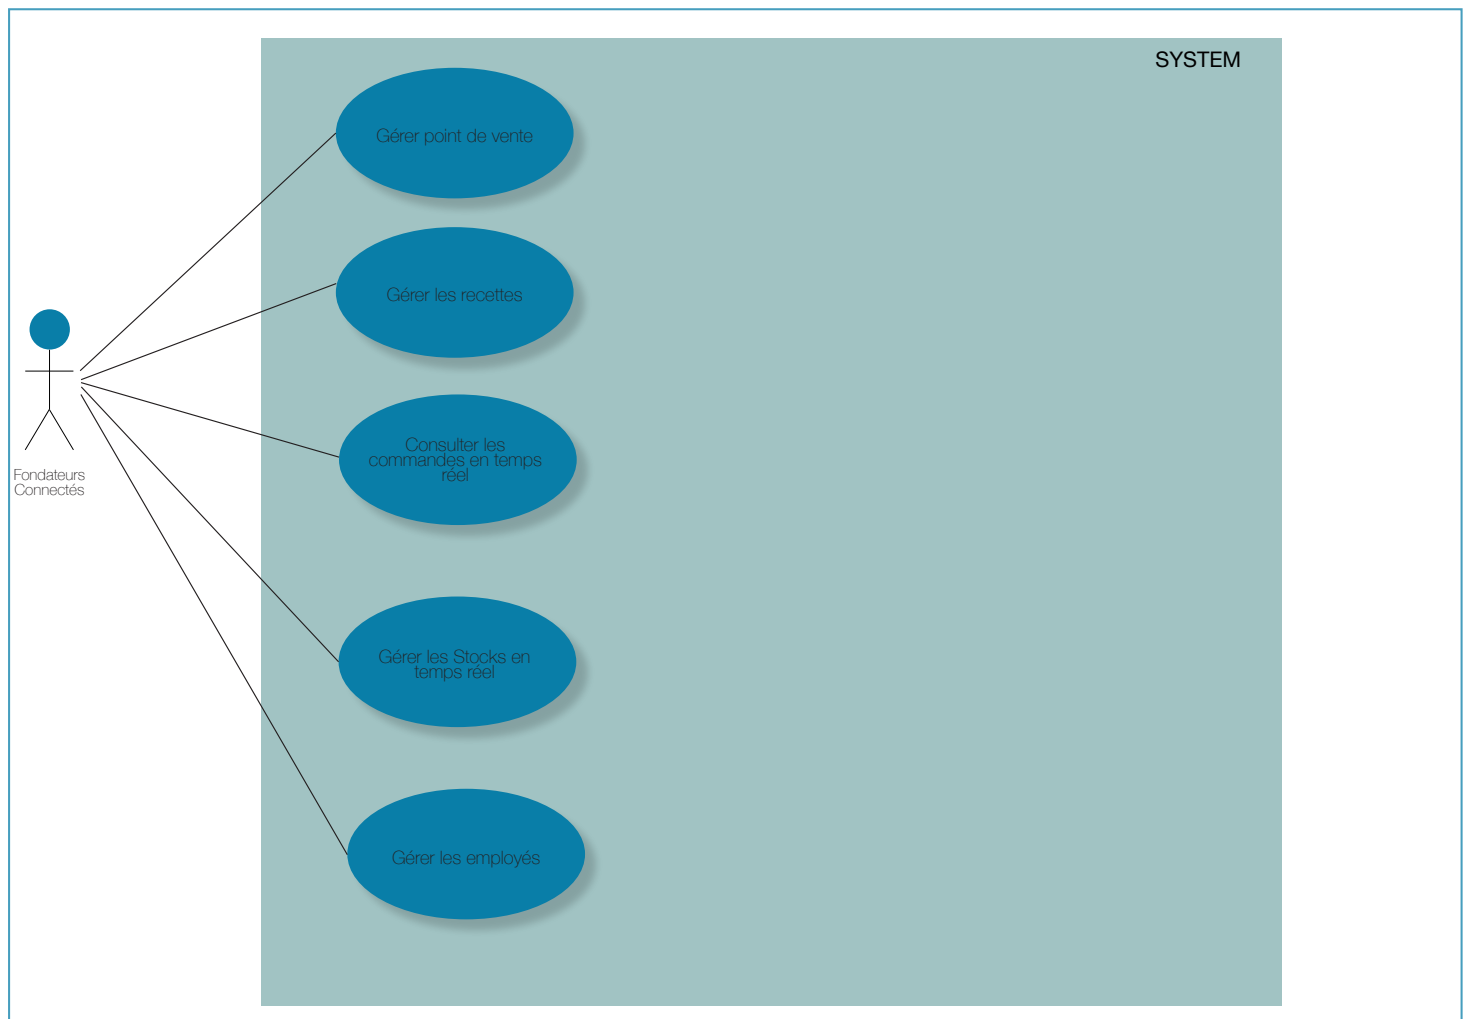 SYSTEM
Gérer point de vente
Gérer les recettes
Consulter les
commandes en temps
réel
Fondateurs
Connectés
Gérer les Stocks en
temps réel
Gérer les employés